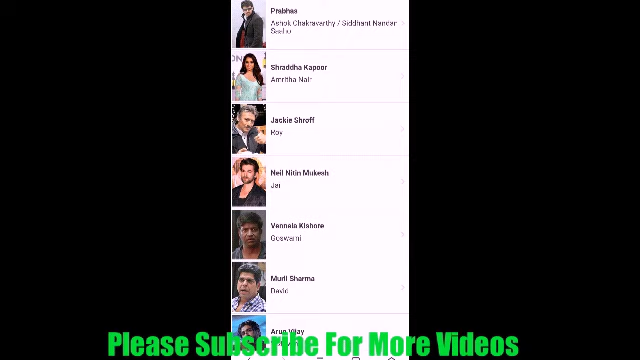 Prabhas
Ashok Chakravarthy / Siddhant Nandan
Saaho
Shraddha Kapoor
Amritha Nair
Jackie Shroff
Roy
Neil Nitin Mukesh
Jai
Vennela Kishore
Goswami
Murli Sharma
David
Arun Vijay
Please Subscribe For More Videos